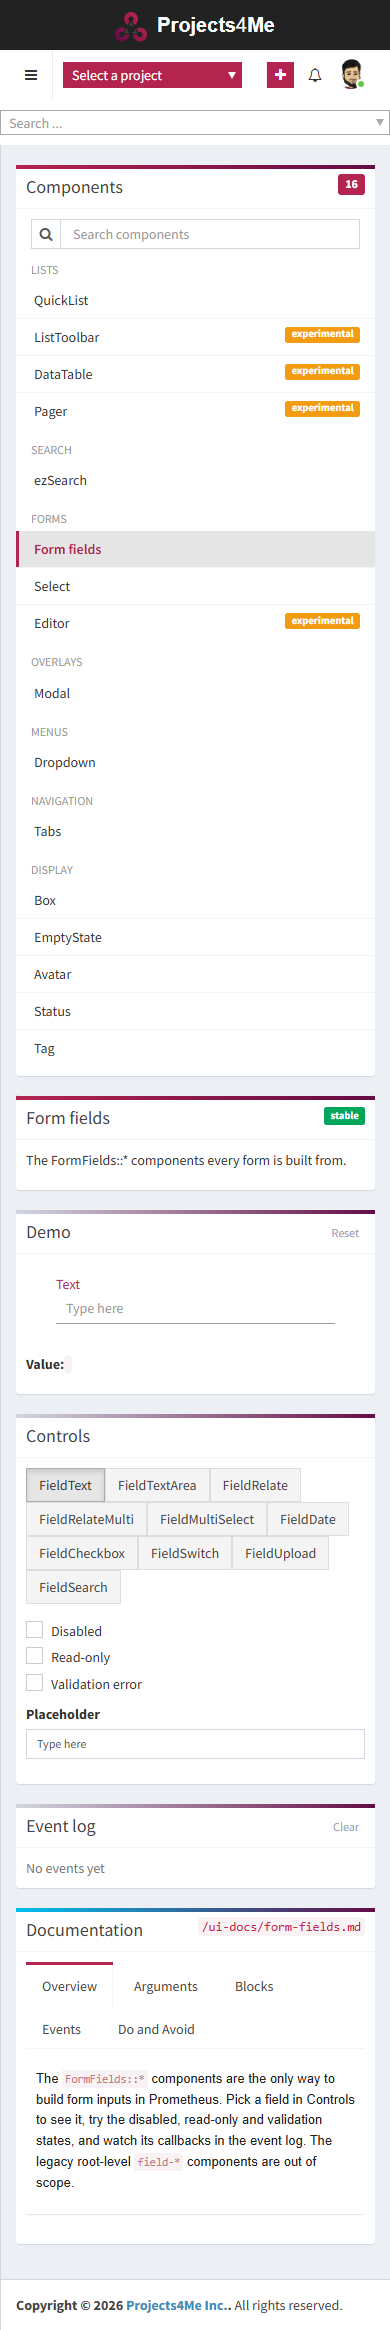 Projects4Me
Select a project
Search ...
Components 16
Search components
LISTS
QuickList
ListToolbar experimental
DataTable experimental
Pager experimental
SEARCH
ezSearch
FORMS
Form fields
Select
Editor experimental
OVERLAYS
Modal
MENUS
Dropdown
NAVIGATION
Tabs
DISPLAY
Box
EmptyState
Avatar
Status
Tag
Form fields stable
The FormFields::* components every form is built from.
Demo Reset
Text
Type here
Value:
Controls
FieldText FieldTextArea FieldRelate
FieldRelateMulti FieldMultiSelect FieldDate
FieldCheckbox FieldSwitch FieldUpload
FieldSearch
Disabled
Read-only
Validation error
Placeholder
Type here
Event log Clear
No events yet
Documentation /ui-docs/form-fields.md
Overview Arguments Blocks
Events Do and Avoid
The FormFields::* components are the only way to
build form inputs in Prometheus. Pick a field in Controls
to see it, try the disabled, read-only and validation
states, and watch its callbacks in the event log. The
legacy root-level field-* components are out of
scope.
Copyright © 2026 Projects4Me Inc.. All rights reserved.